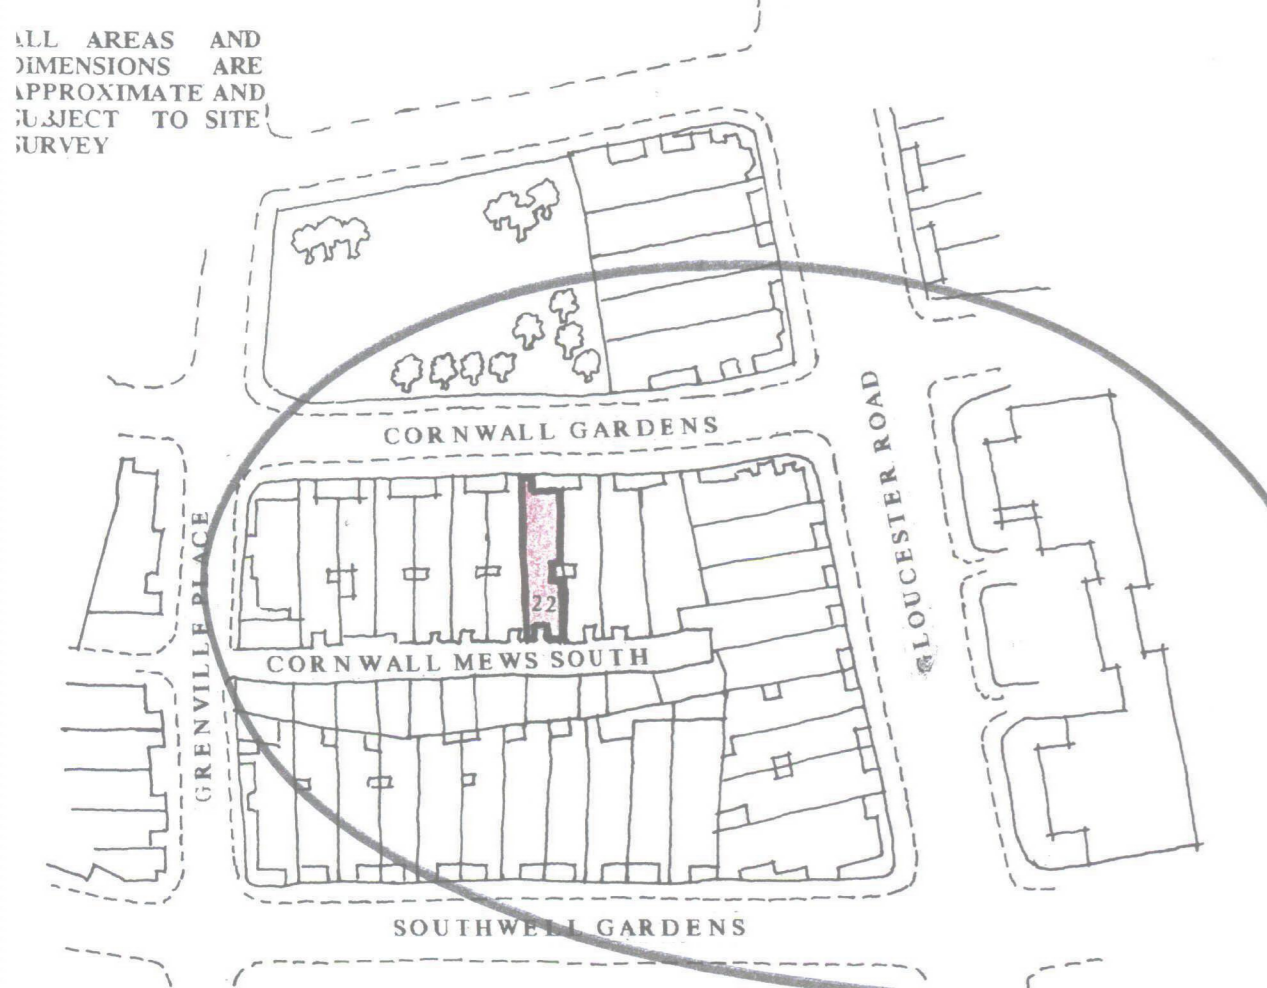 ALL AREAS AND
DIMENSIONS ARE
APPROXIMATE AND
SUBJECT TO SITE
SURVEY
CORNWALL GARDENS
GLOUCESTER ROAD
GRENVILLE PLACE
22
CORNWALL MEWS SOUTH
SOUTHWELL GARDENS